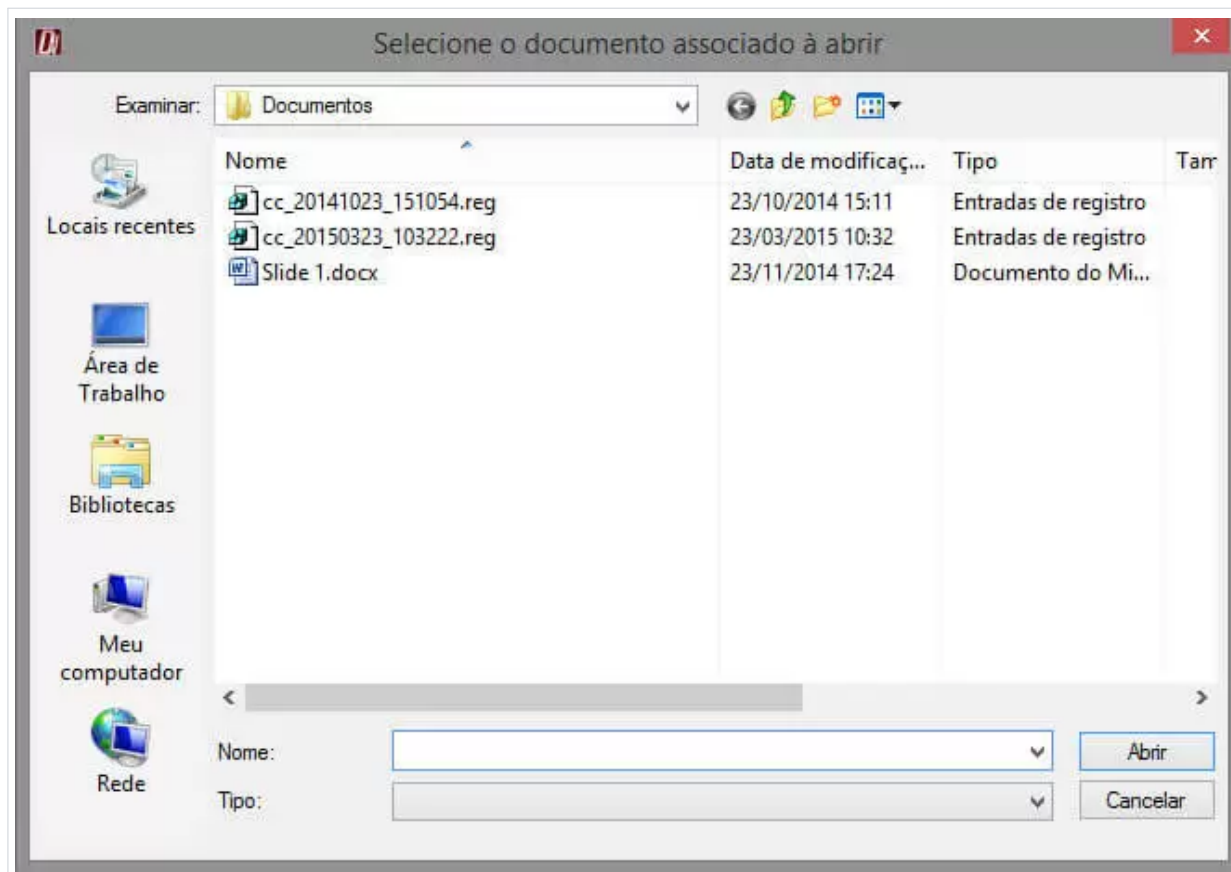 Selecione o documento associado à abrir
Examinar:
Documentos
Nome
Data de modificaç...
Tipo
Tam
cc_20141023_151054.reg
23/10/2014 15:11
Entradas de registro
cc_20150323_103222.reg
23/03/2015 10:32
Entradas de registro
Slide 1.docx
23/11/2014 17:24
Documento do Mi...
Locais recentes
Área de
Trabalho
Bibliotecas
Meu
computador
Rede
Nome:
Abrir
Tipo:
Cancelar